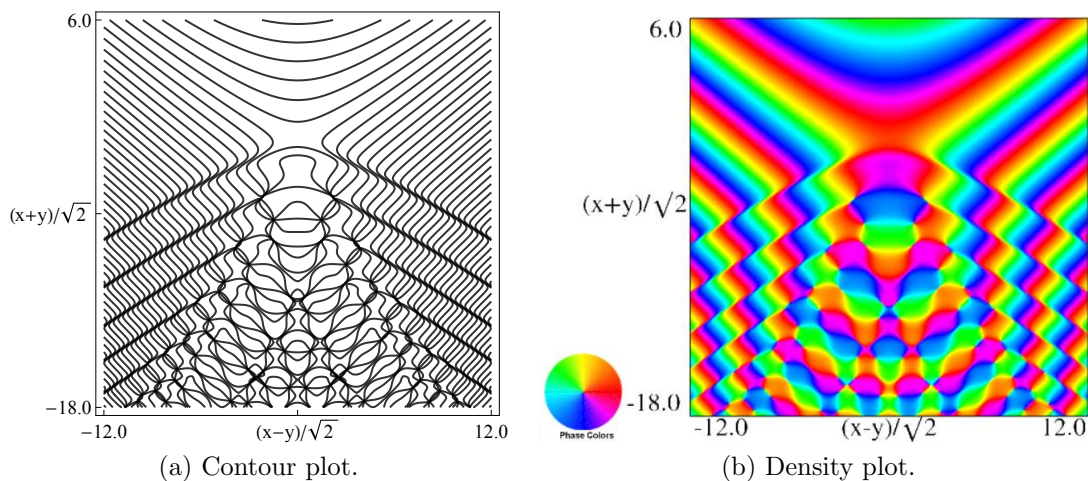 6.0
(x+y)/√2
−18.0
−12.0
(x−y)/√2
12.0
(a) Contour plot.
6.0
(x+y)/√2
-18.0
-12.0
(x-y)/√2
12.0
Phase Colors
(b) Density plot.